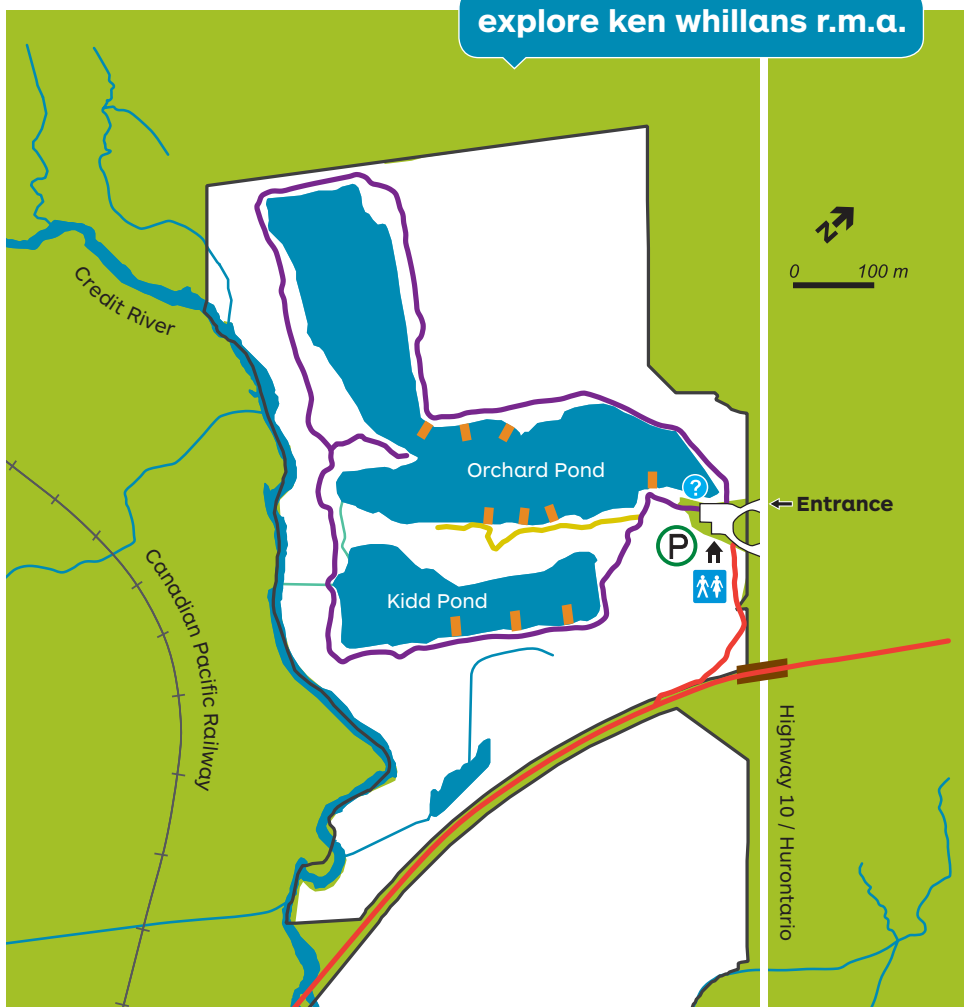 explore ken whillans r.m.a.
Credit River
N
0 100 m
Orchard Pond
?
Entrance
P
Canadian Pacific Railway
Kidd Pond
Highway 10 / Hurontario